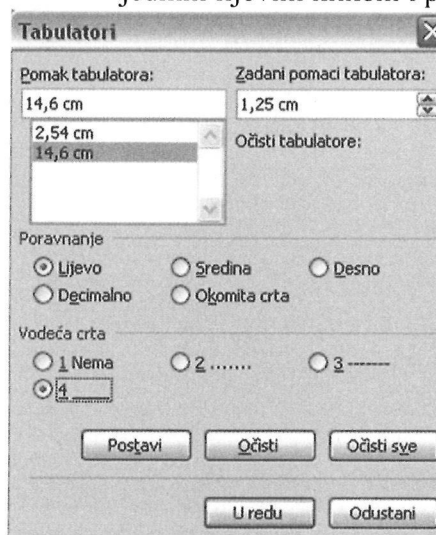 Tabulatori
Pomak tabulatora: Zadani pomaci tabulatora:
14,6 cm 1,25 cm
2,54 cm Očisti tabulatore:
14,6 cm
Poravnanje
Lijevo Sredina Desno
Decimalno Okomita crta
Vodeća crta
1 Nema 2 ....... 3 -------
4 ____
Postavi Očisti Očisti sve
U redu Odustani